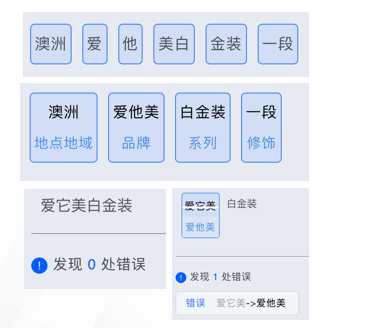 澳洲 爱 他 美白 金装 一段
澳洲 爱他美 白金装 一段
地点地域 品牌 系列 修饰
爱它美白金装
! 发现 0 处错误
爱它美 白金装
爱他美
! 发现 1 处错误
错误 爱它美->爱他美